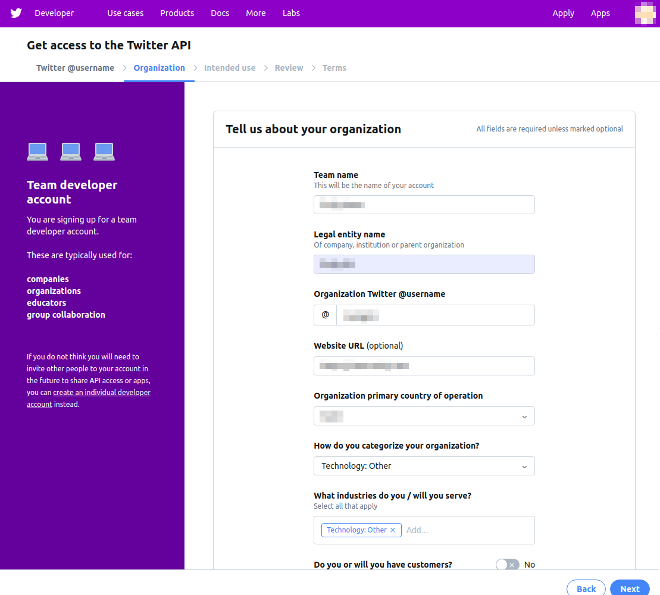 Developer Use cases Products Docs More Labs Apply Apps
Get access to the Twitter API
Twitter @username Organization Intended use Review Terms
Team developer
account
You are signing up for a team
developer account.
These are typically used for:
companies
organizations
educators
group collaboration
If you do not think you will need to
invite other people to your account in
the future to share API access or apps,
you can create an individual developer
account instead.
Tell us about your organization
All fields are required unless marked optional
Team name
This will be the name of your account
Legal entity name
Of company, institution or parent organization
Organization Twitter @username
@
Website URL (optional)
Organization primary country of operation
How do you categorize your organization?
Technology: Other
What industries do you / will you serve?
Select all that apply
Technology: Other × Add...
Do you or will you have customers? No
Back Next